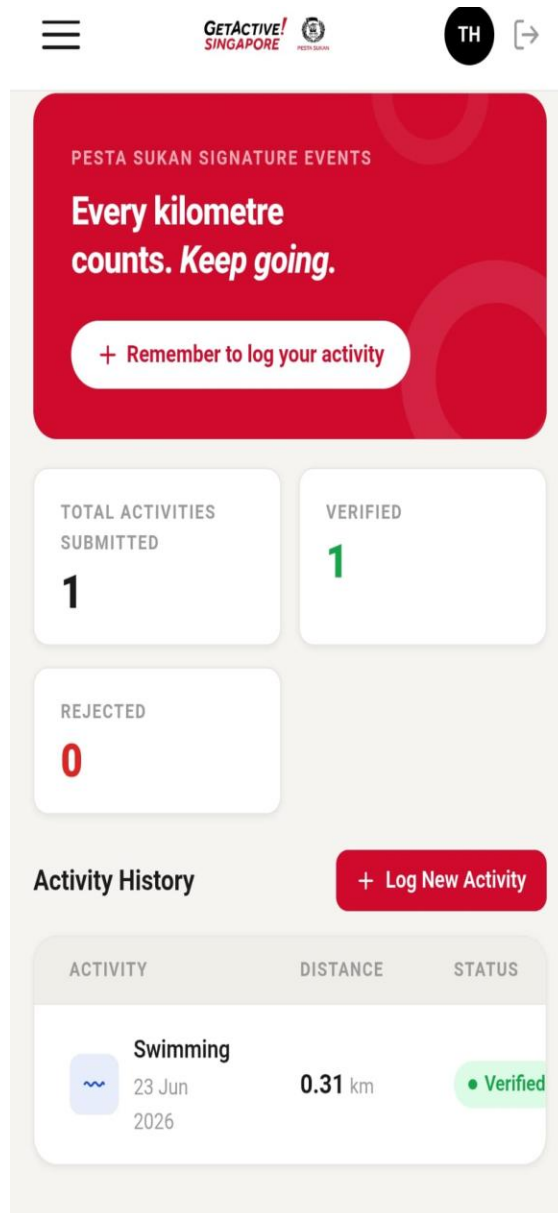 GETACTIVE!
SINGAPORE
PESTA SUKAN
TH
PESTA SUKAN SIGNATURE EVENTS
Every kilometre
counts. Keep going.
+ Remember to log your activity
TOTAL ACTIVITIES
SUBMITTED
1
VERIFIED
1
REJECTED
0
Activity History
+ Log New Activity
ACTIVITY DISTANCE STATUS
Swimming
23 Jun
2026
0.31 km
Verified